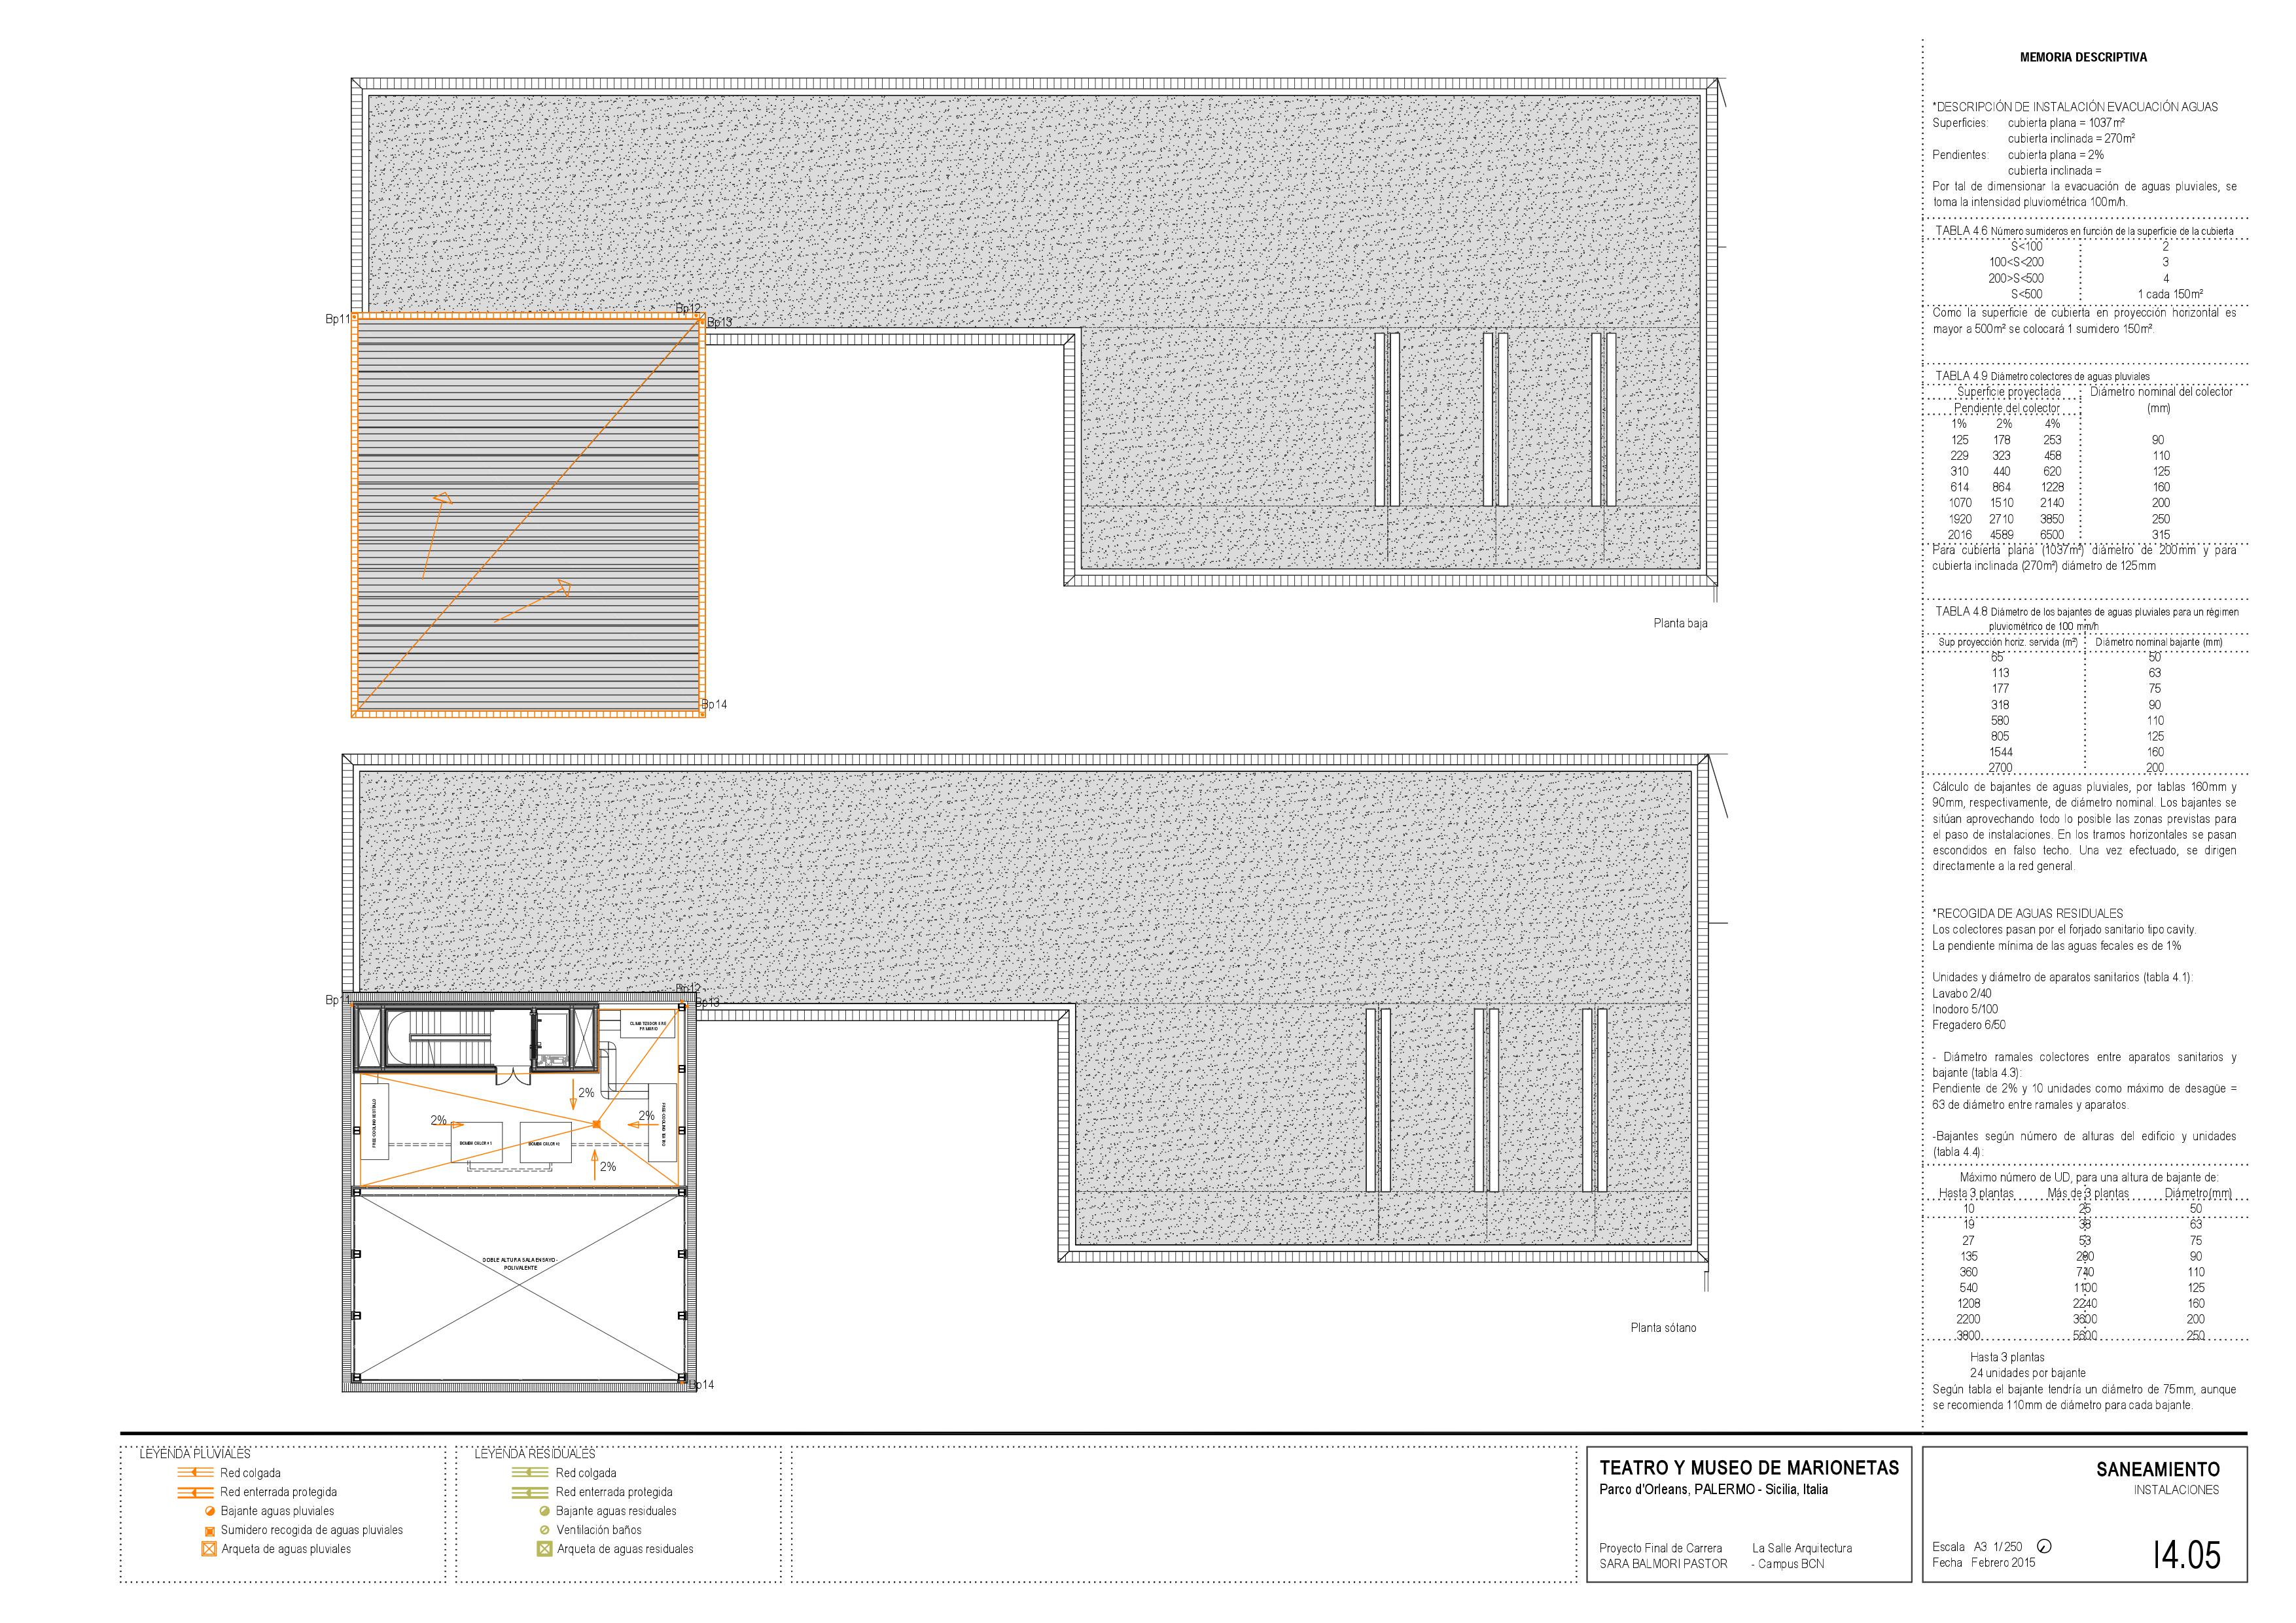 Bp11
Bp12
Bp13
Bp14
Planta baja
Bp11
Bp12
Bp13
CLIMATIZADOR AIRE
PRIMARIO
2%
2%
2%
2%
BOMBA CALOR #1
DOBLE ALTURA SALA ENSAYO -
POLIVALENTE
Bp14
Planta sótano
MEMORIA DESCRIPTIVA
*DESCRIPCIÓN DE INSTALACIÓN EVACUACIÓN AGUAS
Superficies: cubierta plana = 1037m²
cubierta inclinada = 270m²
Pendientes: cubierta plana = 2%
cubierta inclinada =
Por tal de dimensionar la evacuación de aguas pluviales, se
toma la intensidad pluviométrica 100m/h.
TABLA 4.6 Número sumideros en función de la superficie de la cubierta
S<100 2
100<S<200 3
200>S<500 4
S<500 1 cada 150m²
Como la superficie de cubierta en proyección horizontal es
mayor a 500m² se colocará 1 sumidero 150m².
TABLA 4.9 Diámetro colectores de aguas pluviales
Superficie proyectada Diámetro nominal del colector
Pendiente del colector (mm)
1% 2% 4%
125 178 253 90
229 323 458 110
310 440 620 125
614 864 1228 160
1070 1510 2140 200
1920 2710 3850 250
2016 4589 6500 315
Para cubierta plana (1037m²) diámetro de 200mm y para
cubierta inclinada (270m²) diámetro de 125mm
TABLA 4.8 Diámetro de los bajantes de aguas pluviales para un régimen
pluviométrico de 100 mm/h
Sup proyección horiz. servida (m²) Diámetro nominal bajante (mm)
65 50
113 63
177 75
318 90
580 110
805 125
1544 160
2700 200
Cálculo de bajantes de aguas pluviales, por tablas 160mm y
90mm, respectivamente, de diámetro nominal. Los bajantes se
sitúan aprovechando todo lo posible las zonas previstas para
el paso de instalaciones. En los tramos horizontales se pasan
escondidos en falso techo. Una vez efectuado, se dirigen
directamente a la red general.
*RECOGIDA DE AGUAS RESIDUALES
Los colectores pasan por el forjado sanitario tipo cavity.
La pendiente mínima de las aguas fecales es de 1%
Unidades y diámetro de aparatos sanitarios (tabla 4.1):
Lavabo 2/40
Inodoro 5/100
Fregadero 6/50
- Diámetro ramales colectores entre aparatos sanitarios y
bajante (tabla 4.3):
Pendiente de 2% y 10 unidades como máximo de desagüe =
63 de diámetro entre ramales y aparatos.
-Bajantes según número de alturas del edificio y unidades
(tabla 4.4):
Máximo número de UD, para una altura de bajante de:
Hasta 3 plantas Más de 3 plantas Diámetro(mm)
10 25 50
19 38 63
27 53 75
135 280 90
360 740 110
540 1100 125
1208 2240 160
2200 3600 200
3800 5600 250
Hasta 3 plantas
24 unidades por bajante
Según tabla el bajante tendría un diámetro de 75mm, aunque
se recomienda 110mm de diámetro para cada bajante.
LEYENDA PLUVIALES
Red colgada
Red enterrada protegida
Bajante aguas pluviales
Sumidero recogida de aguas pluviales
Arqueta de aguas pluviales
LEYENDA RESIDUALES
Red colgada
Red enterrada protegida
Bajante aguas residuales
Ventilación baños
Arqueta de aguas residuales
TEATRO Y MUSEO DE MARIONETAS
Parco d'Orleans, PALERMO - Sicilia, Italia
Proyecto Final de Carrera La Salle Arquitectura
SARA BALMORI PASTOR - Campus BCN
SANEAMIENTO
INSTALACIONES
Escala A3 1/250
Fecha Febrero 2015
I4.05